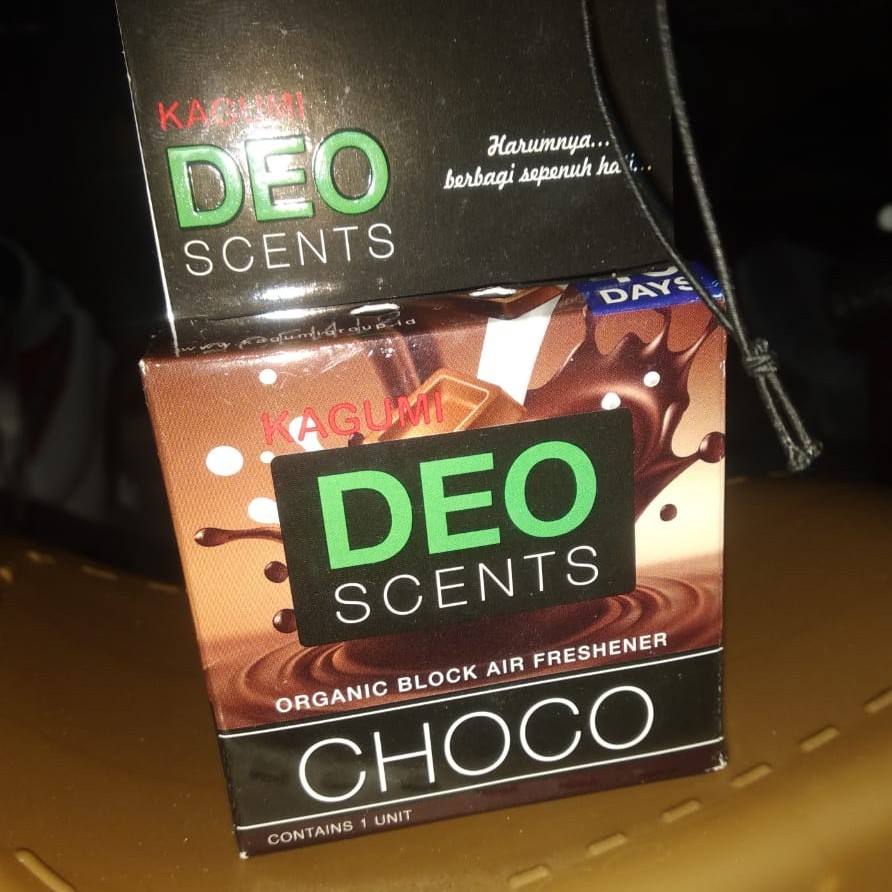 KAGUMI
DEO
SCENTS
Harumnya...
berbagi sepenuh
DAYS
KAGUMI
DEO
SCENTS
ORGANIC BLOCK AIR FRESHENER
CHOCO
CONTAINS 1 UNIT